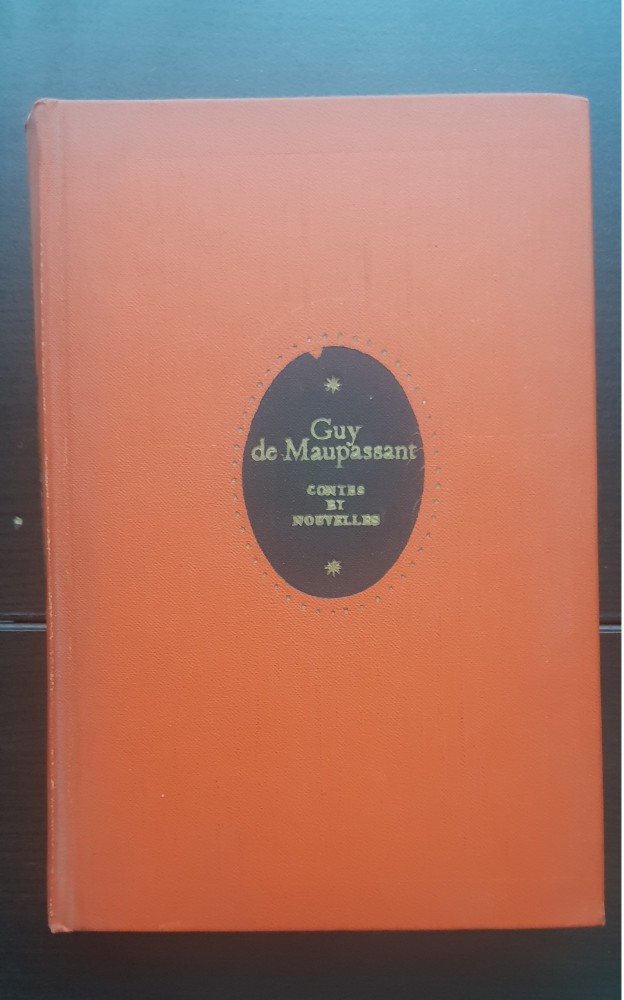 Guy
de Maupassant
CONTES
ET
NOUVELLES